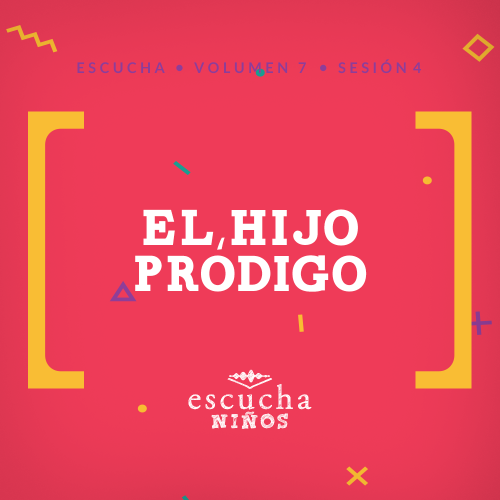 ESCUCHA • VOLUMEN 7 • SESIÓN 4
EL HIJO
PRÓDIGO
escucha
NIÑOS